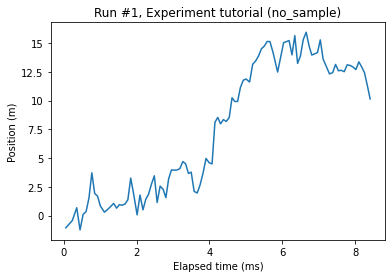 Run #1, Experiment tutorial (no_sample)
Position (m)
15
12.5
10
7.5
5
2.5
0
0 2 4 6 8
Elapsed time (ms)